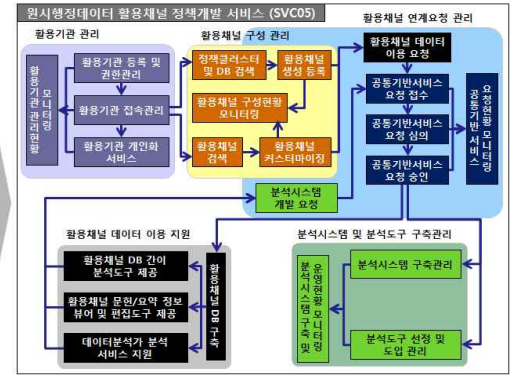 원시행정데이터 활용채널 정책개발 서비스 (SVC05)
활용기관 관리
활용기관
관리현황
모니터링
활용기관 등록 및
권한관리
활용기관 접속관리
활용기관 개인화
서비스
활용채널 구성 관리
정책클러스터
및 DB 검색
활용채널
생성 등록
활용채널 구성현황
모니터링
활용채널
검색
활용채널
커스터마이징
활용채널 연계요청 관리
활용채널 데이터
이용 요청
공통기반서비스
요청 접수
공통기반서비스
요청 심의
공통기반서비스
요청 승인
공통기반 서비스
요청현황 모니터링
분석시스템
개발 요청
활용채널 데이터 이용 지원
활용채널 DB 간이
분석도구 제공
활용채널 문헌/요약 정보
뷰어 및 편집도구 제공
데이터분석가 분석
서비스 지원
활용채널 DB 구축
분석시스템 및 분석도구 구축관리
분석시스템 구축 및
운영현황 모니터링
분석시스템 구축관리
분석도구 선정 및
도입 관리